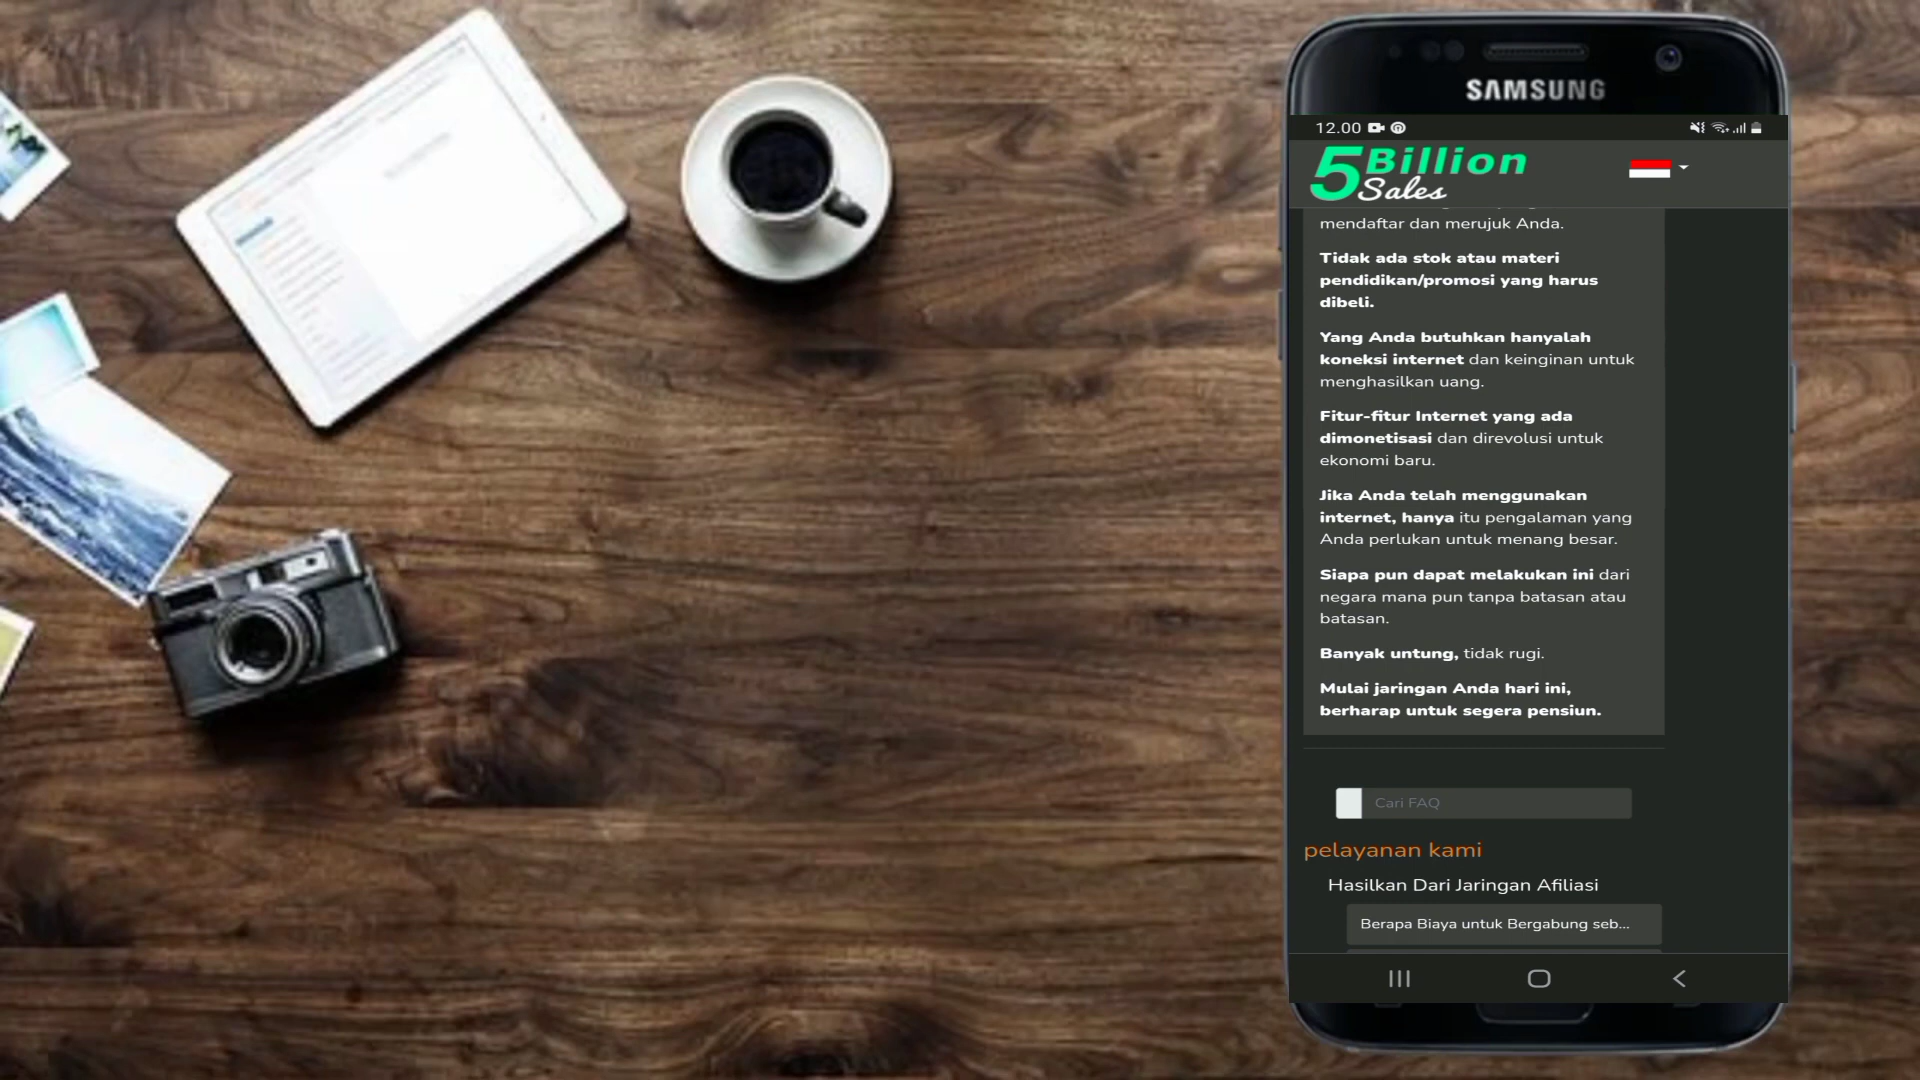 SAMSUNG
12.00
5 Billion
Sales
mendaftar dan merujuk Anda.
Tidak ada stok atau materi
pendidikan/promosi yang harus
dibeli.
Yang Anda butuhkan hanyalah
koneksi internet dan keinginan untuk
menghasilkan uang.
Fitur-fitur Internet yang ada
dimonetisasi dan direvolusi untuk
ekonomi baru.
Jika Anda telah menggunakan
internet, hanya itu pengalaman yang
Anda perlukan untuk menang besar.
Siapa pun dapat melakukan ini dari
negara mana pun tanpa batasan atau
batasan.
Banyak untung, tidak rugi.
Mulai jaringan Anda hari ini,
berharap untuk segera pensiun.
Cari FAQ
pelayanan kami
Hasilkan Dari Jaringan Afiliasi
Berapa Biaya untuk Bergabung seb...